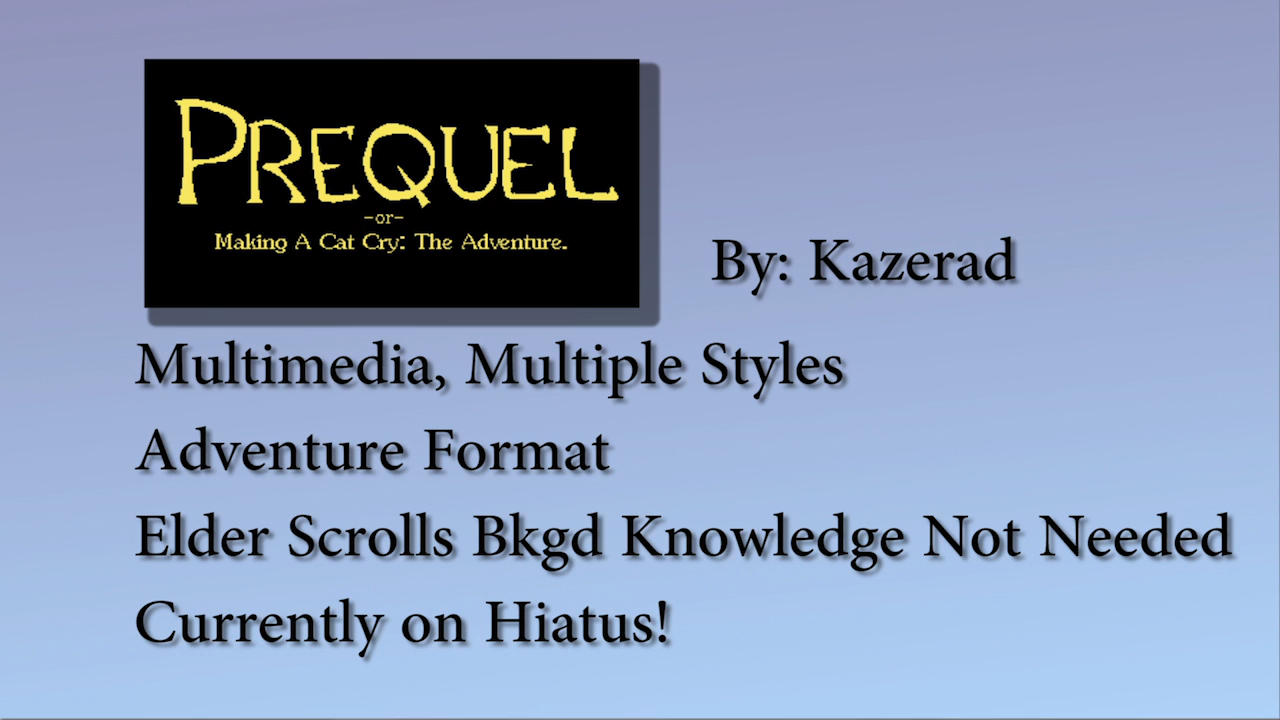 PREQUEL
-or-
Making A Cat Cry: The Adventure.
By: Kazerad
Multimedia, Multiple Styles
Adventure Format
Elder Scrolls Bkgd Knowledge Not Needed
Currently on Hiatus!